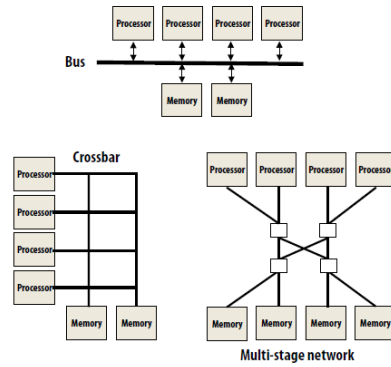 Processor Processor Processor Processor
Bus
Memory Memory
Crossbar
Processor
Processor
Processor
Processor
Memory Memory
Processor Processor Processor Processor
Memory Memory Memory Memory
Multi-stage network